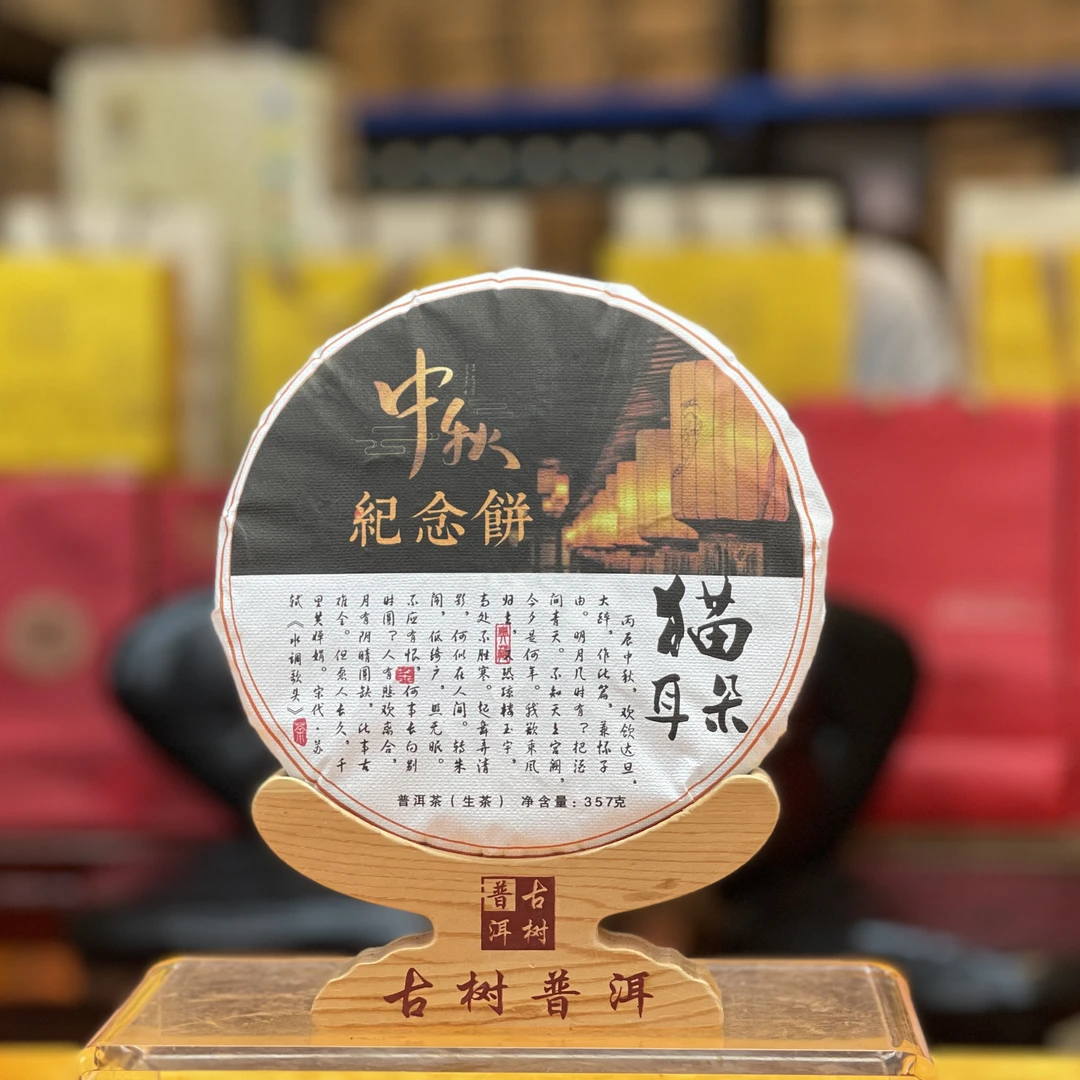 中秋
紀念餅
猫
耳朵
丙辰中秋，欢饮达旦，
大醉，作此篇，兼怀子
由。明月几时有？把酒
问青天。不知天上宫阙，
今夕是何年。我欲乘风
归去，又恐琼楼玉宇，
高处不胜寒。起舞弄清
影，何似在人间。转朱
阁，低绮户，照无眠。
不应有恨，何事长向别
时圆？人有悲欢离合，
月有阴晴圆缺，此事古
难全。但愿人长久，千
里共婵娟。宋代·苏
轼《水调歌头》
茶
普洱茶（生茶） 净含量：357克
古树
普洱
古树普洱